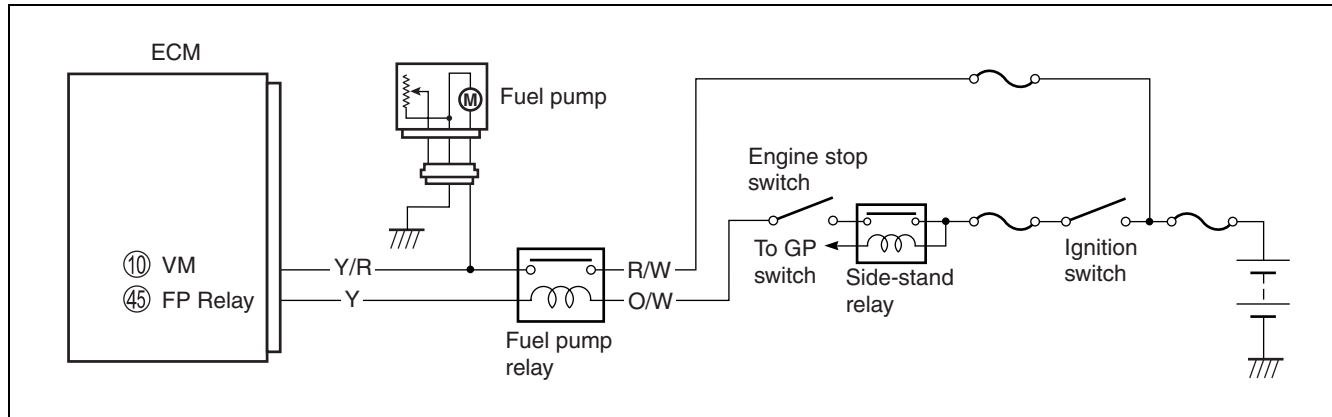 ECM
Fuel pump
M
Engine stop
switch
To GP
switch
Side-stand
relay
Ignition
switch
⑩ VM
Y/R
R/W
㊺ FP Relay
Y
O/W
Fuel pump
relay